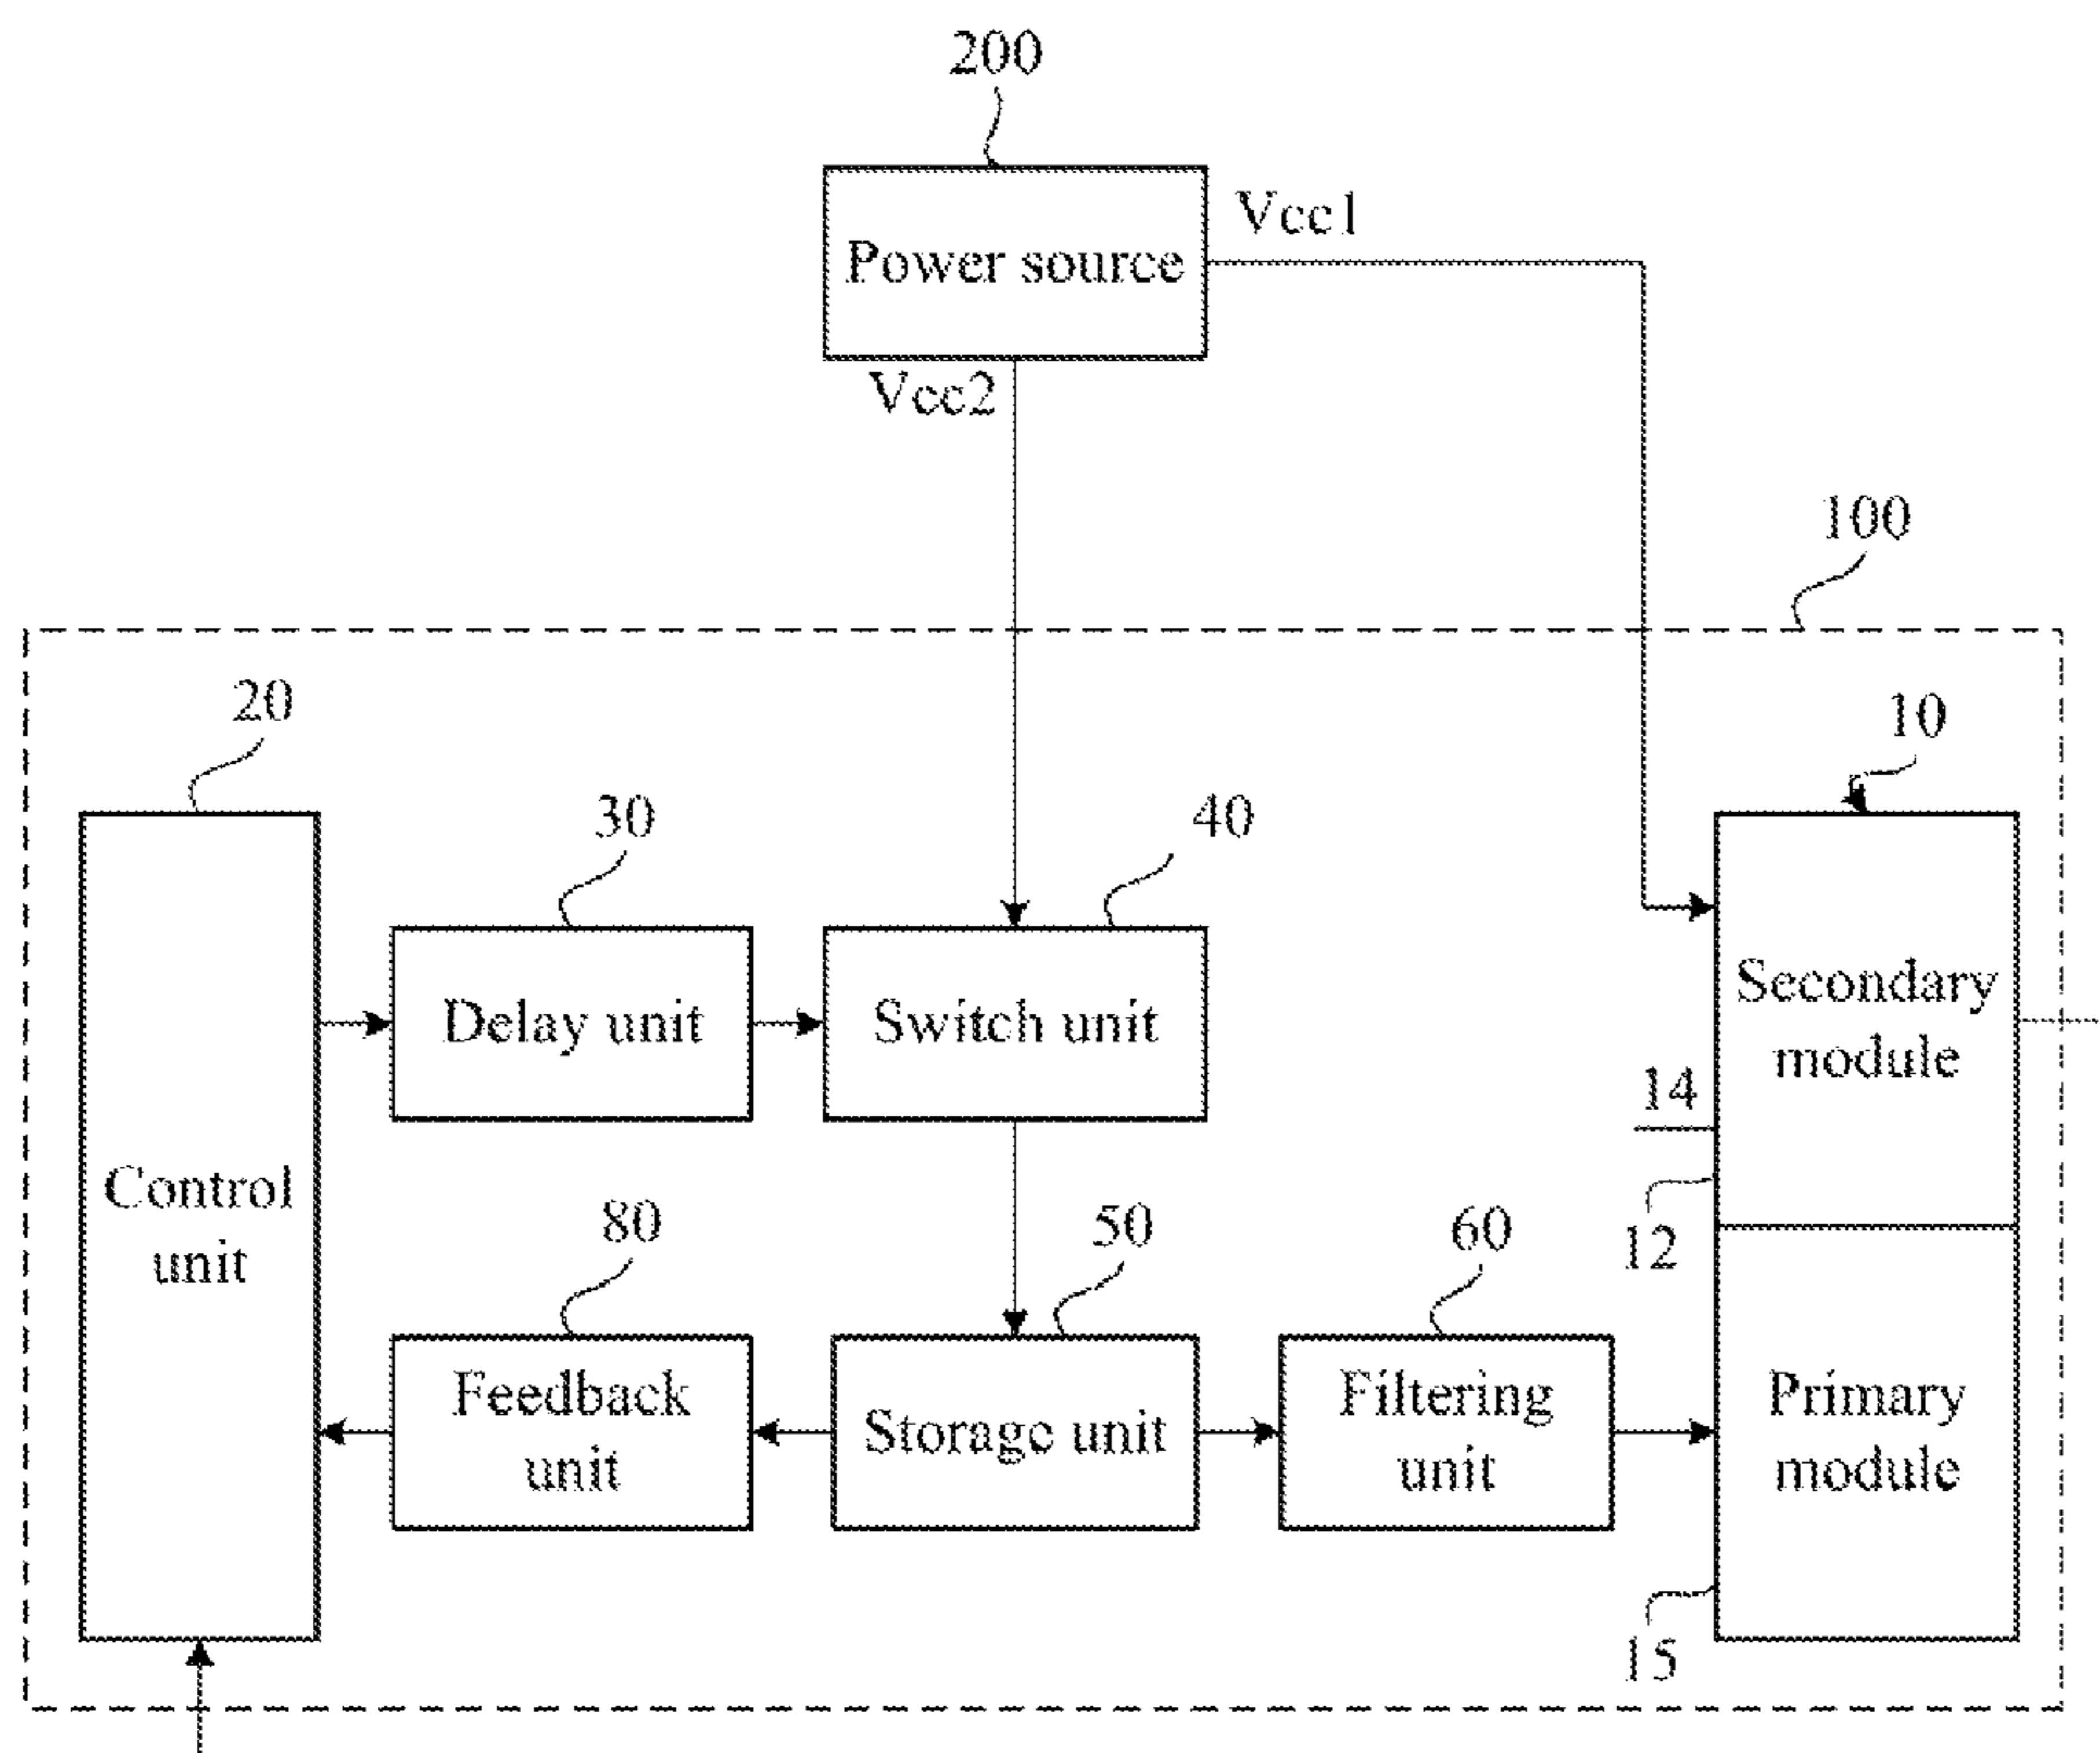 200
Vcc1
Power source
Vcc2
100
20
10
30
40
Secondary
module
Delay unit
Switch unit
14
Control
unit
80
50
60
12
Feedback
unit
Storage unit
Filtering
unit
Primary
module
15